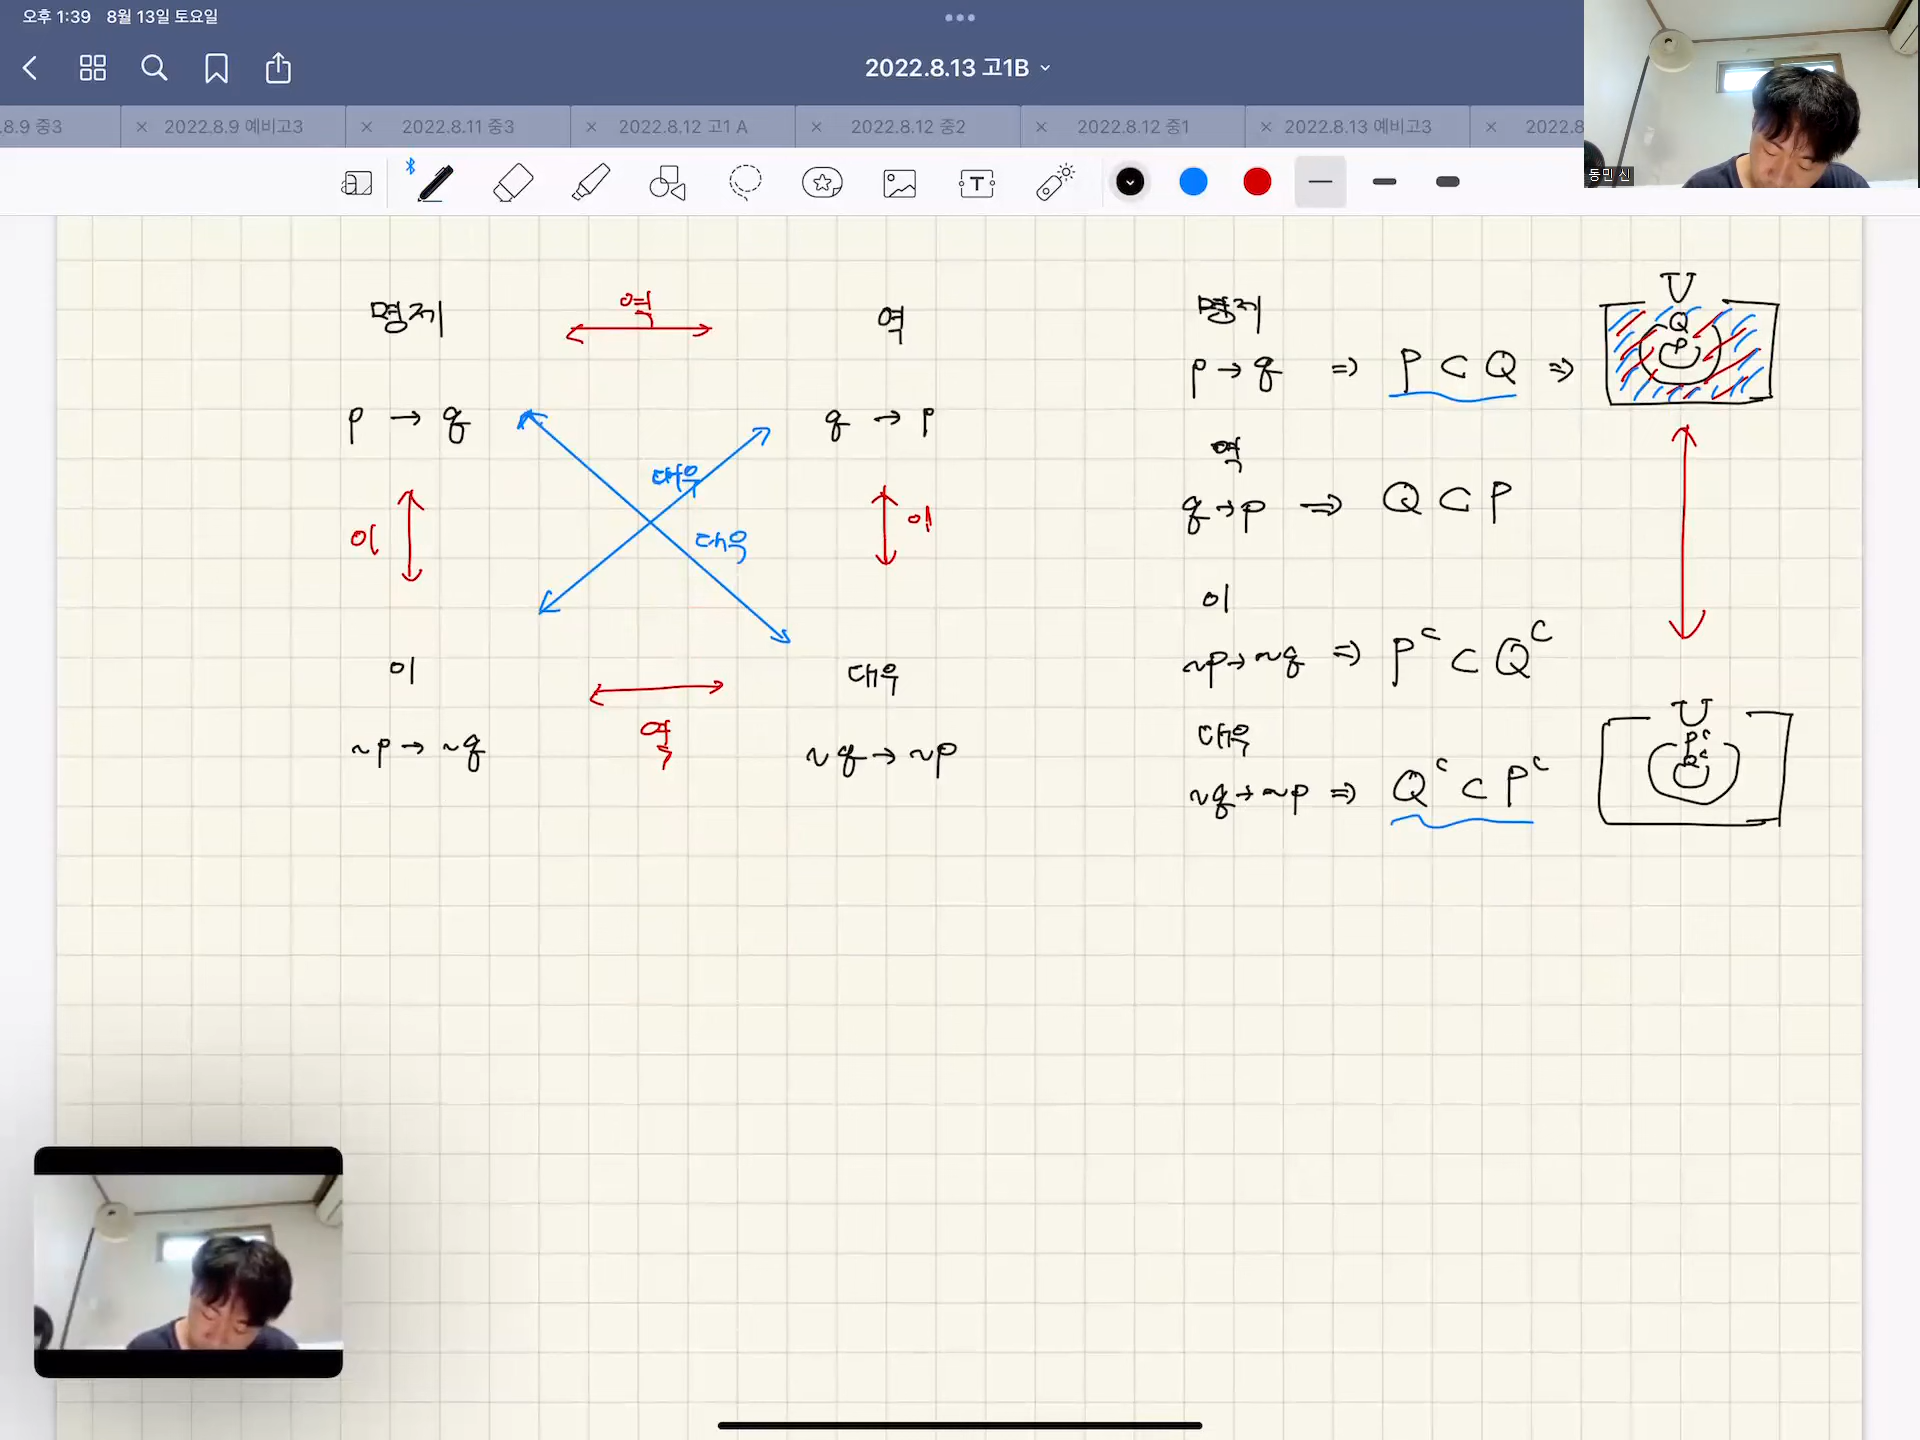 오후 1:39 8월 13일 토요일
2022.8.13 고1B
.8.9 중3
2022.8.9 예비고3
2022.8.11 중3
2022.8.12 고1 A
2022.8.12 중2
2022.8.12 중1
2022.8.13 예비고3
2022.8
동민 신
명제
역
역
p → q
q → p
대우
대우
이
이
이
대우
역
~p → ~q
~q → ~p
명제
p → q ⇒ P ⊂ Q ⇒
U
Q
P
역
q → p ⇒ Q ⊂ P
이
~p → ~q ⇒ P^C ⊂ Q^C
대우
~q → ~p ⇒ Q^C ⊂ P^C
U
P^C
Q^C